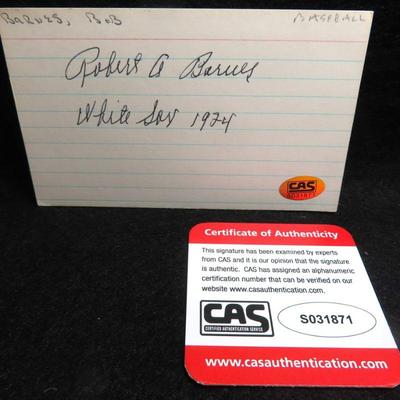 BARNES, BOB
BASEBALL
Robert A Barnes
White Sox 1924
CAS
S031871
Certificate of Authenticity
This signature has been examined by experts
from CAS and it is our opinion that the signature
is authentic. CAS has assigned an alphanumeric
certification number that can be verified on our
website www.casauthentication.com.
CAS
CERTIFIED AUTHENTICATION SERVICE
S031871
www.casauthentication.com